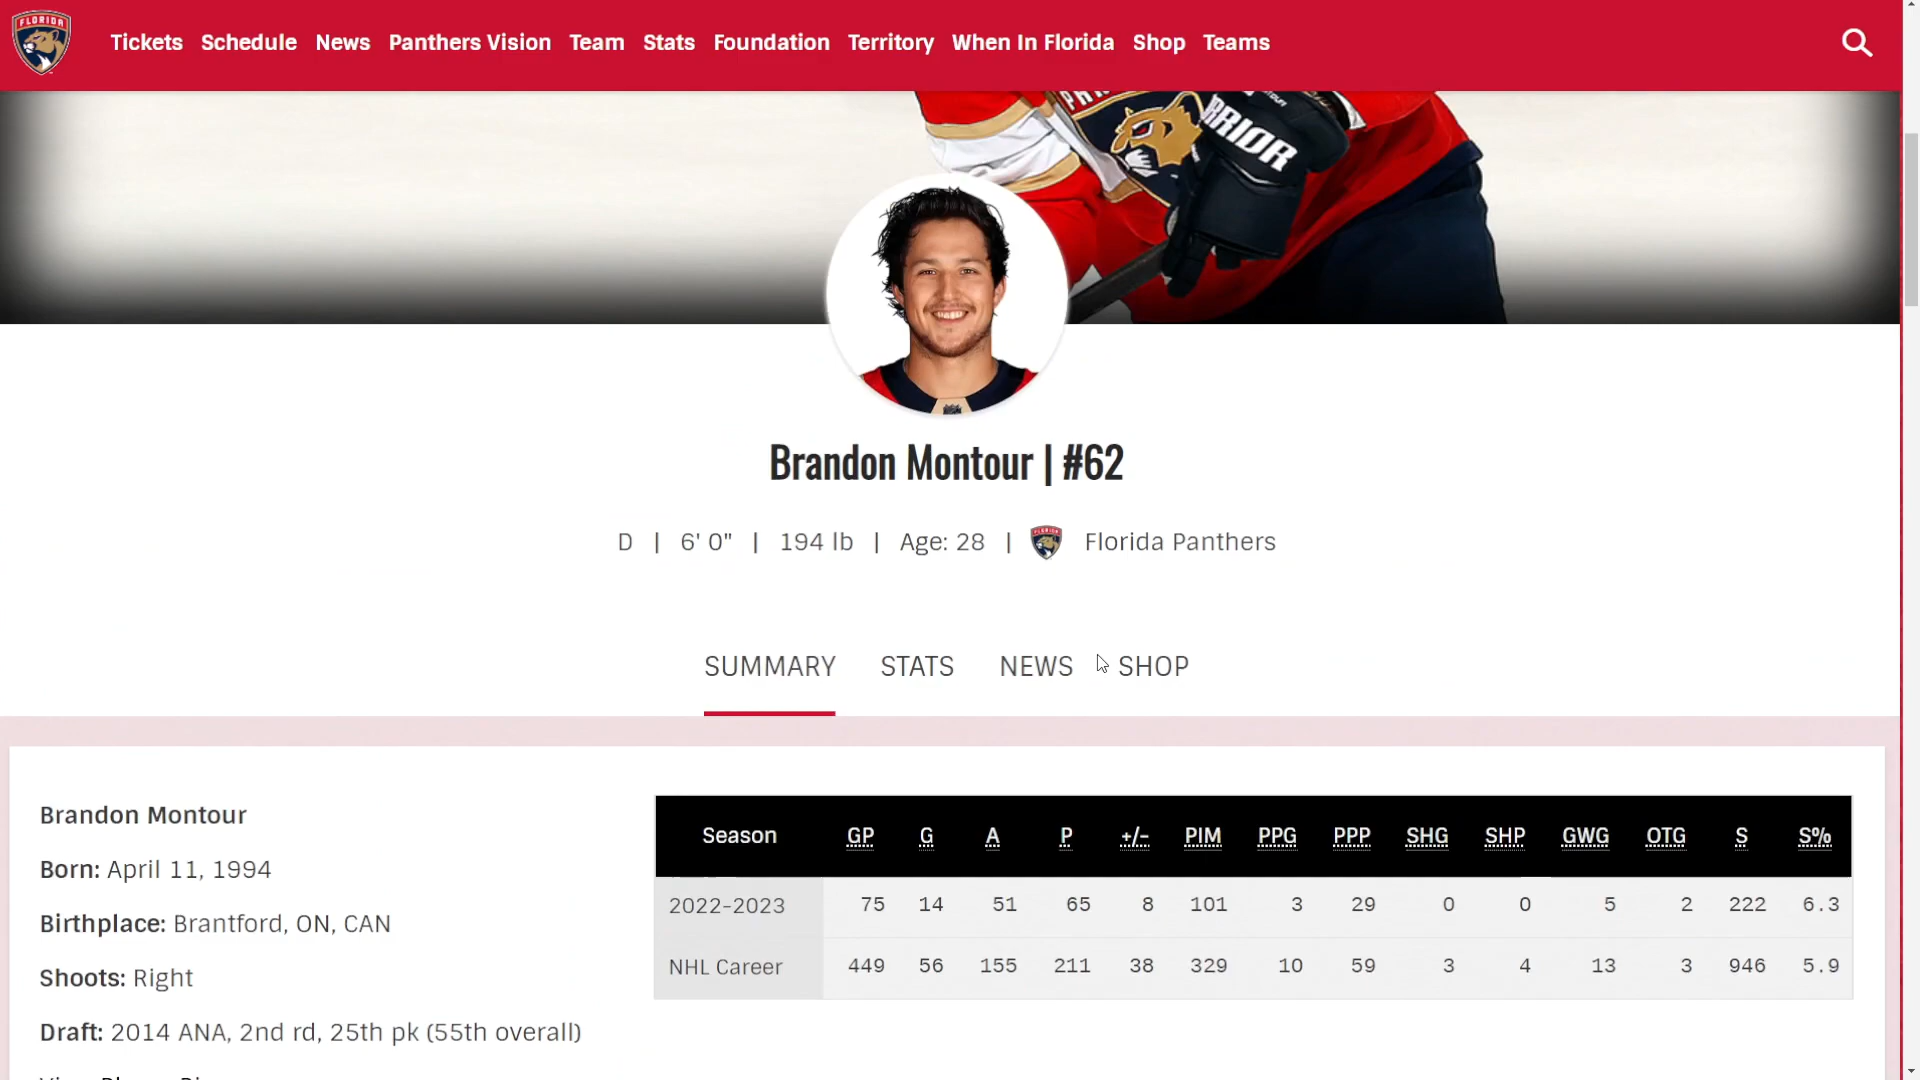 FLORIDA
Tickets Schedule News Panthers Vision Team Stats Foundation Territory When In Florida Shop Teams
Brandon Montour | #62
D | 6' 0" | 194 lb | Age: 28 | Florida Panthers
SUMMARY STATS NEWS SHOP
Brandon Montour
Born: April 11, 1994
Birthplace: Brantford, ON, CAN
Shoots: Right
Draft: 2014 ANA, 2nd rd, 25th pk (55th overall)
Season GP G A P +/- PIM PPG PPP SHG SHP GWG OTG S S%
2022-2023 75 14 51 65 8 101 3 29 0 0 5 2 222 6.3
NHL Career 449 56 155 211 38 329 10 59 3 4 13 3 946 5.9